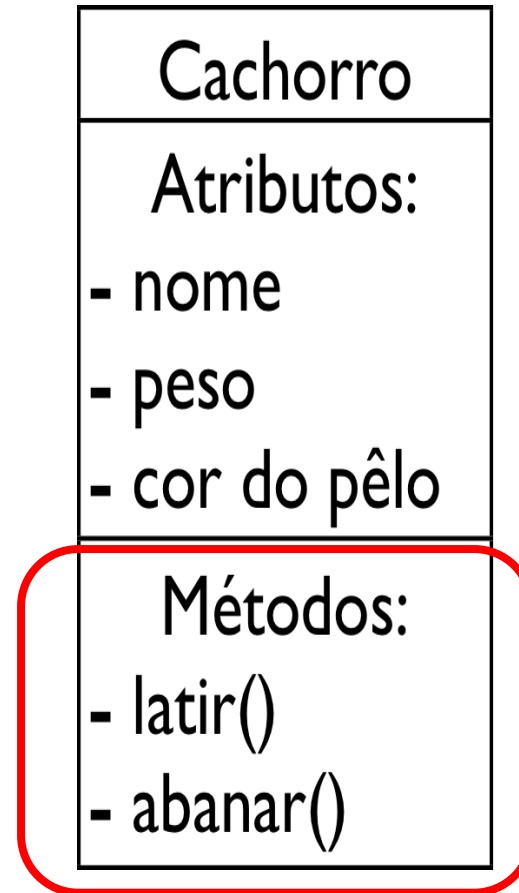 Cachorro
Atributos:
- nome
- peso
- cor do pêlo
Métodos:
- latir()
- abanar()